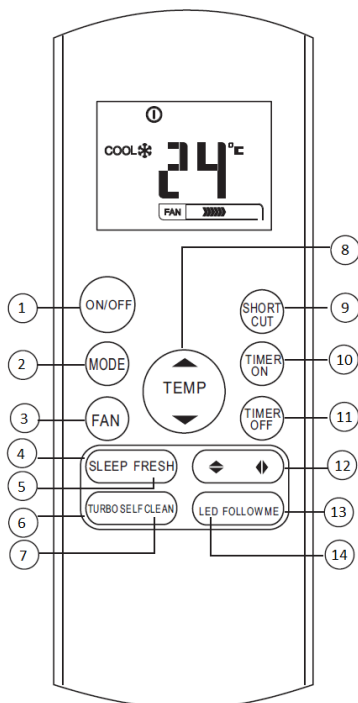 COOL 24°C
FAN
8
1 ON/OFF
SHORT CUT 9
2 MODE
TEMP
TIMER ON 10
3 FAN
TIMER OFF 11
4 SLEEP FRESH
12
5
6 TURBO SELF CLEAN
LED FOLLOW ME 13
7
14